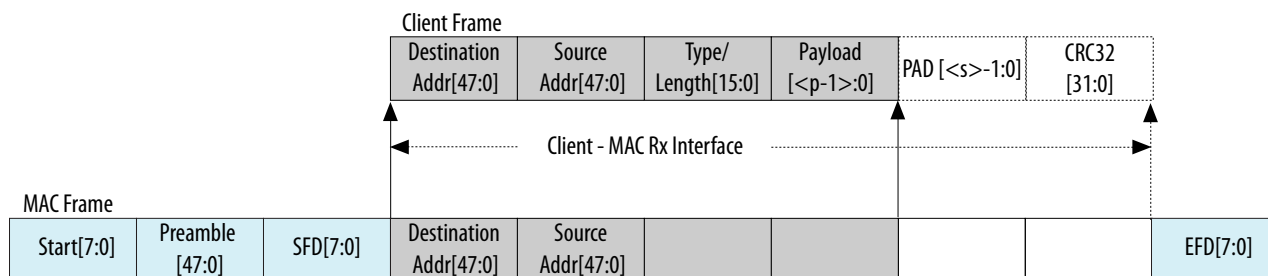 Client Frame
Destination
Addr[47:0]
Source
Addr[47:0]
Type/
Length[15:0]
Payload
[<p-1>:0]
PAD [<s>-1:0]
CRC32
[31:0]
Client - MAC Rx Interface
MAC Frame
Start[7:0]
Preamble
[47:0]
SFD[7:0]
Destination
Addr[47:0]
Source
Addr[47:0]
EFD[7:0]